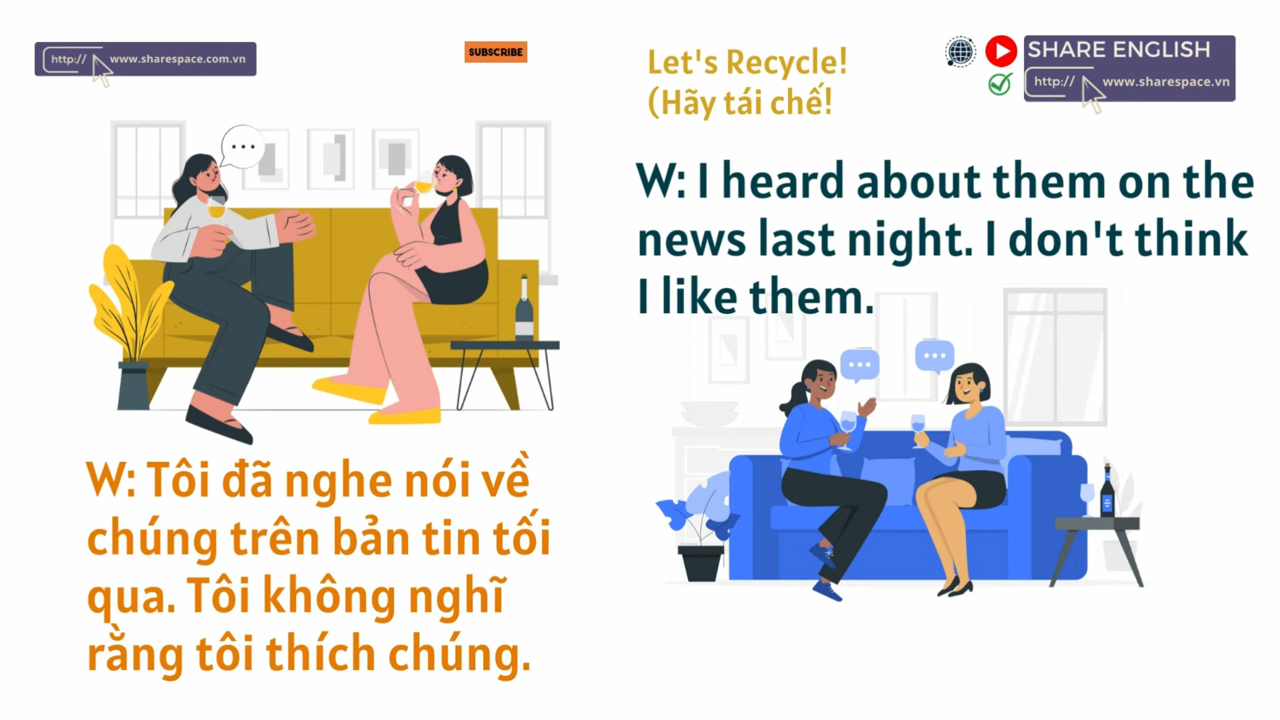 http:// www.sharespace.com.vn
SUBSCRIBE
Let's Recycle!
(Hãy tái chế!
SHARE ENGLISH
http:// www.sharespace.vn
W: I heard about them on the
news last night. I don't think
I like them.
W: Tôi đã nghe nói về
chúng trên bản tin tối
qua. Tôi không nghĩ
rằng tôi thích chúng.